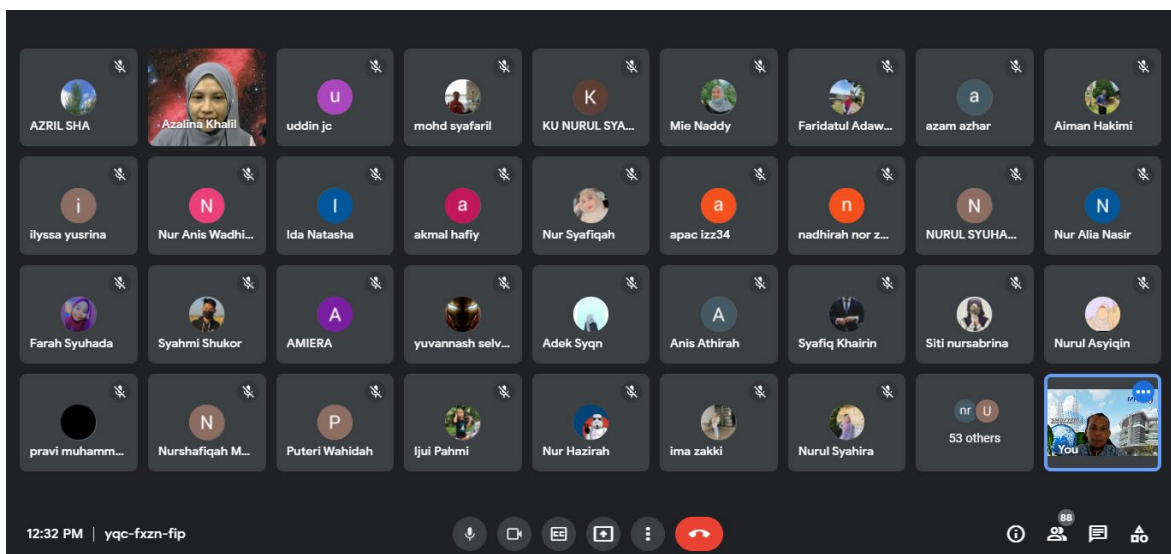 AZRIL SHA
Azalina Khalil
u
uddin jc
mohd syafaril
K
KU NURUL SYA...
Mie Naddy
Faridatul Adaw...
a
azam azhar
Aiman Hakimi
i
ilyssa yusrina
N
Nur Anis Wadhi...
I
Ida Natasha
a
akmal hafiy
Nur Syafiqah
a
apac izz34
n
nadhirah nor z...
N
NURUL SYUHA...
N
Nur Alia Nasir
Farah Syuhada
Syahmi Shukor
A
AMIERA
yuvannash selv...
Adek Syqn
A
Anis Athirah
Syafiq Khairin
Siti nursabrina
Nurul Asyiqin
pravi muhamm...
N
Nurshafiqah M...
P
Puteri Wahidah
Ijui Pahmi
Nur Hazirah
ima zakki
Nurul Syahira
nr U
53 others
You
12:32 PM | yqc-fxzn-fip
CC
88